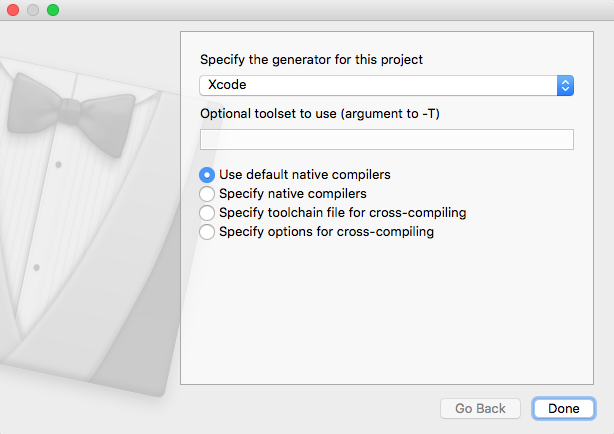 Specify the generator for this project
Xcode
Optional toolset to use (argument to -T)
Use default native compilers
Specify native compilers
Specify toolchain file for cross-compiling
Specify options for cross-compiling
Go Back
Done